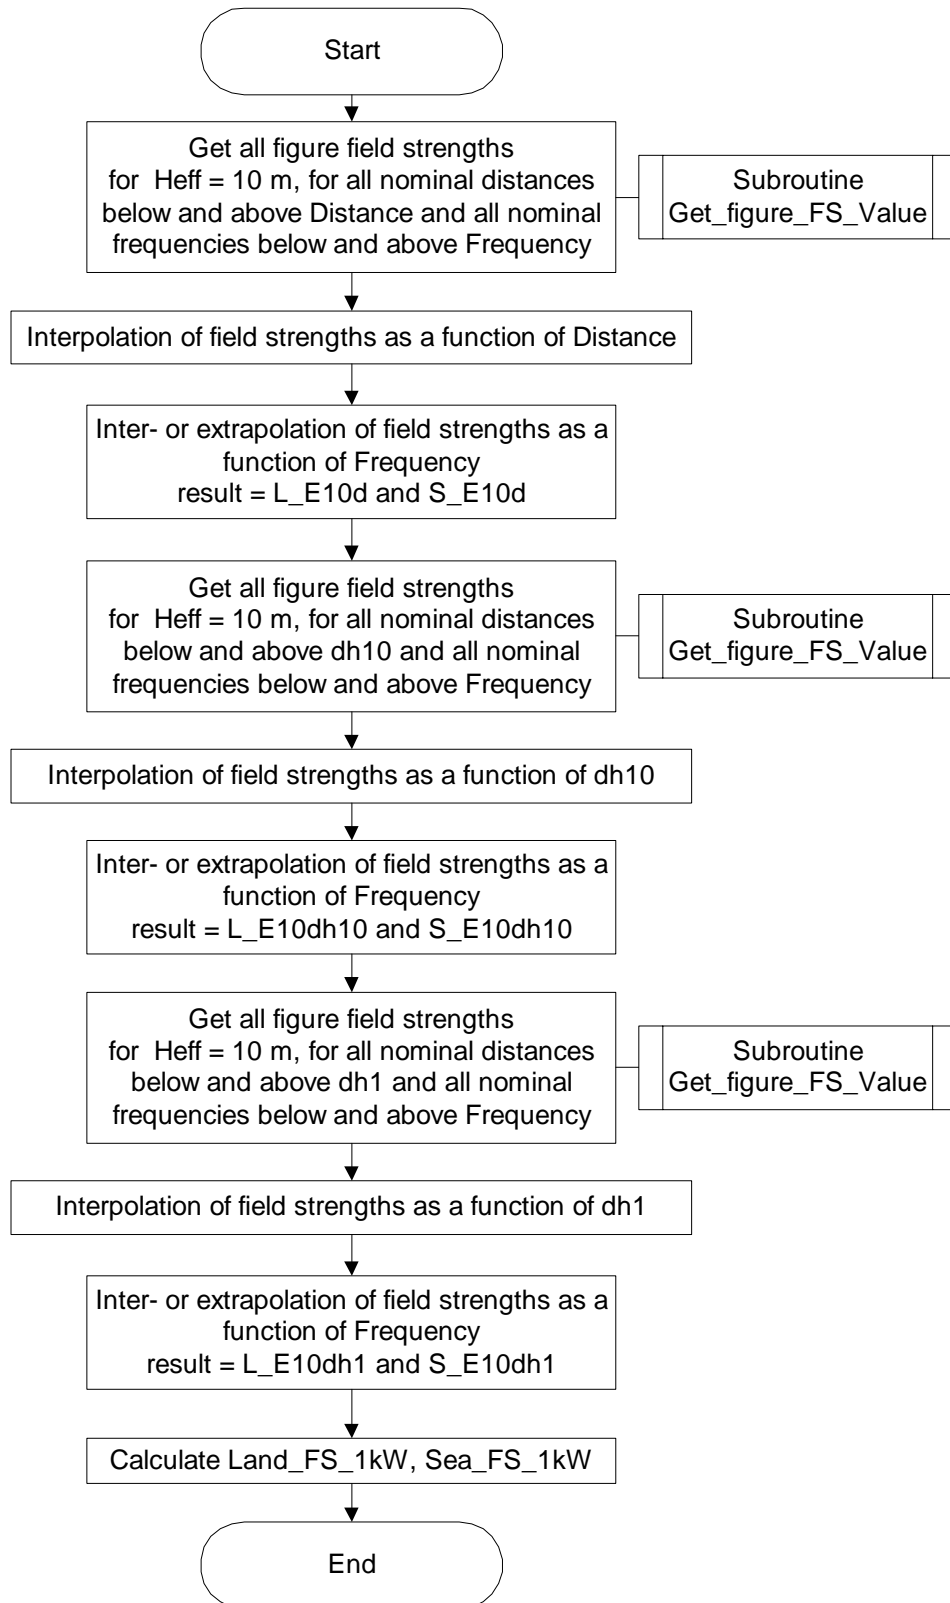 Start
Get all figure field strengths
for Heff = 10 m, for all nominal distances
below and above Distance and all nominal
frequencies below and above Frequency
Subroutine
Get_figure_FS_Value
Interpolation of field strengths as a function of Distance
Inter- or extrapolation of field strengths as a
function of Frequency
result = L_E10d and S_E10d
Get all figure field strengths
for Heff = 10 m, for all nominal distances
below and above dh10 and all nominal
frequencies below and above Frequency
Subroutine
Get_figure_FS_Value
Interpolation of field strengths as a function of dh10
Inter- or extrapolation of field strengths as a
function of Frequency
result = L_E10dh10 and S_E10dh10
Get all figure field strengths
for Heff = 10 m, for all nominal distances
below and above dh1 and all nominal
frequencies below and above Frequency
Subroutine
Get_figure_FS_Value
Interpolation of field strengths as a function of dh1
Inter- or extrapolation of field strengths as a
function of Frequency
result = L_E10dh1 and S_E10dh1
Calculate Land_FS_1kW, Sea_FS_1kW
End